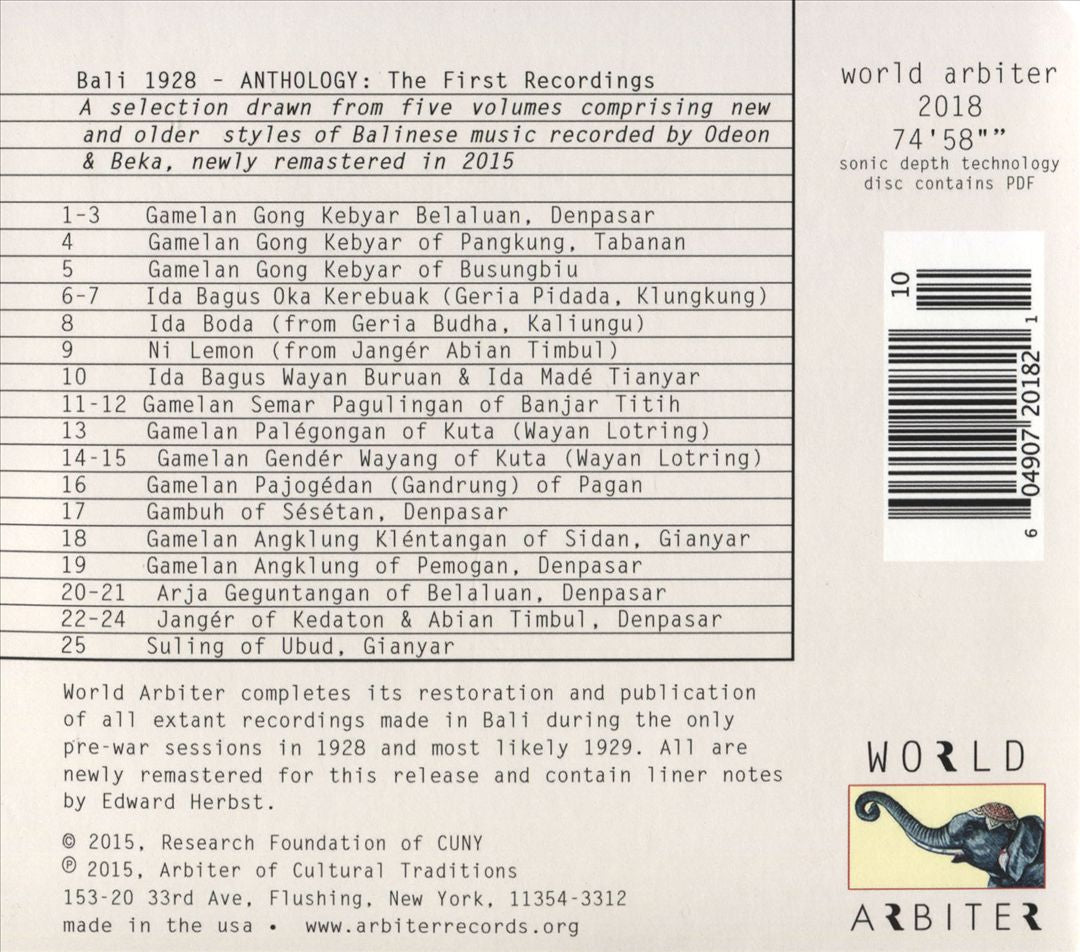 Bali 1928 - ANTHOLOGY: The First Recordings
A selection drawn from five volumes comprising new
and older styles of Balinese music recorded by Odeon
& Beka, newly remastered in 2015
1-3 Gamelan Gong Kebyar Belaluan, Denpasar
4 Gamelan Gong Kebyar of Pangkung, Tabanan
5 Gamelan Gong Kebyar of Busungbiu
6-7 Ida Bagus Oka Kerebuak (Geria Pidada, Klungkung)
8 Ida Boda (from Geria Budha, Kaliungu)
9 Ni Lemon (from Jangér Abian Timbul)
10 Ida Bagus Wayan Buruan & Ida Madé Tianyar
11-12 Gamelan Semar Pagulingan of Banjar Titih
13 Gamelan Palégongan of Kuta (Wayan Lotring)
14-15 Gamelan Gendér Wayang of Kuta (Wayan Lotring)
16 Gamelan Pajogédan (Gandrung) of Pagan
17 Gambuh of Sésétan, Denpasar
18 Gamelan Angklung Kléntangan of Sidan, Gianyar
19 Gamelan Angklung of Pemogan, Denpasar
20-21 Arja Geguntangan of Belaluan, Denpasar
22-24 Jangér of Kedaton & Abian Timbul, Denpasar
25 Suling of Ubud, Gianyar
World Arbiter completes its restoration and publication
of all extant recordings made in Bali during the only
pre-war sessions in 1928 and most likely 1929. All are
newly remastered for this release and contain liner notes
by Edward Herbst.
© 2015, Research Foundation of CUNY
℗ 2015, Arbiter of Cultural Traditions
153-20 33rd Ave, Flushing, New York, 11354-3312
made in the usa • www.arbiterrecords.org
world arbiter
2018
74'58"”
sonic depth technology
disc contains PDF
10
6 04907 20182 1
WORLD
ARBITER